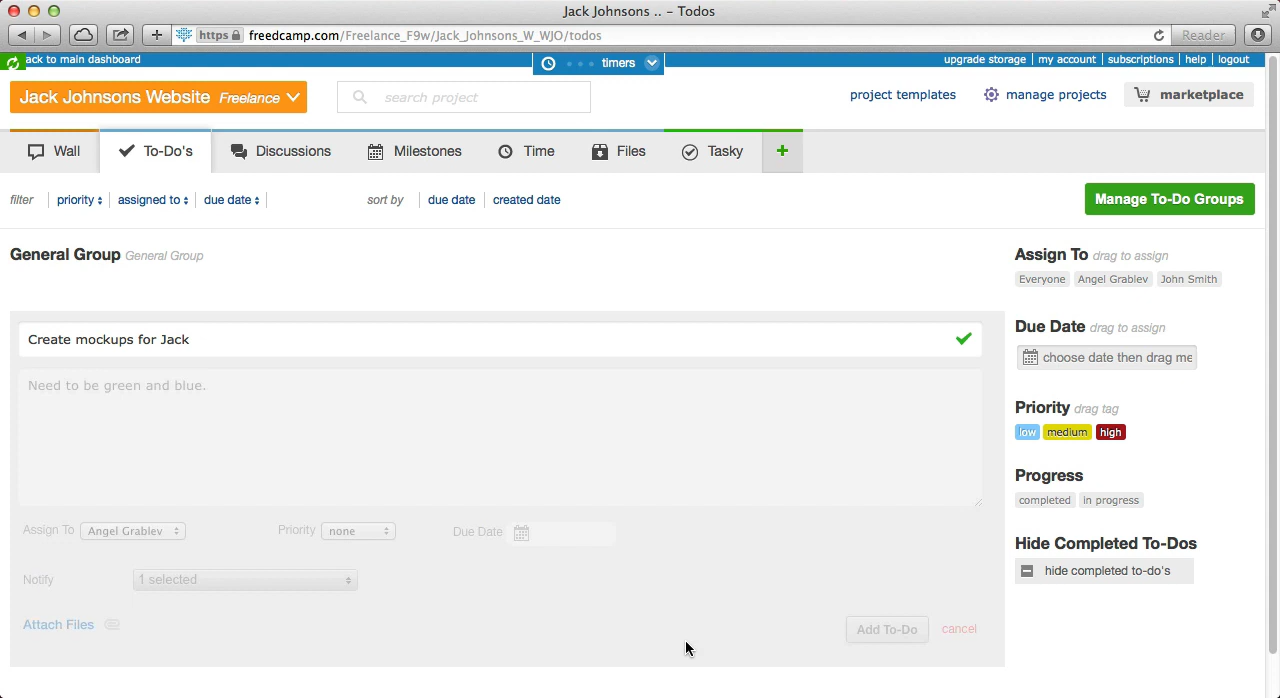 Jack Johnsons .. – Todos
https freedcamp.com/Freelance_F9w/Jack_Johnsons_W_WJO/todos Reader
ack to main dashboard timers upgrade storage my account subscriptions help logout
Jack Johnsons Website Freelance search project project templates manage projects marketplace
Wall To-Do's Discussions Milestones Time Files Tasky +
filter priority assigned to due date sort by due date created date Manage To-Do Groups
General Group General Group
Assign To drag to assign
Everyone Angel Grablev John Smith
Create mockups for Jack
Need to be green and blue.
Due Date drag to assign
choose date then drag me
Priority drag tag
low medium high
Progress
completed in progress
Assign To Angel Grablev Priority none Due Date
Hide Completed To-Dos
hide completed to-do's
Notify 1 selected
Attach Files Add To-Do cancel